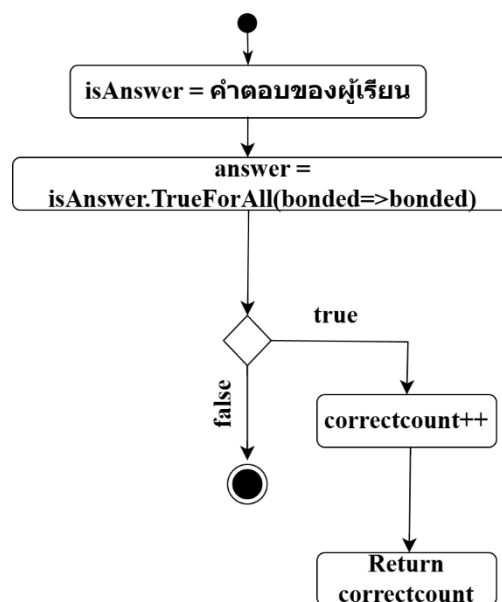 isAnswer = คำตอบของผู้เรียน
answer =
isAnswer.TrueForAll(bonded=>bonded)
true
false
correctcount++
Return
correctcount